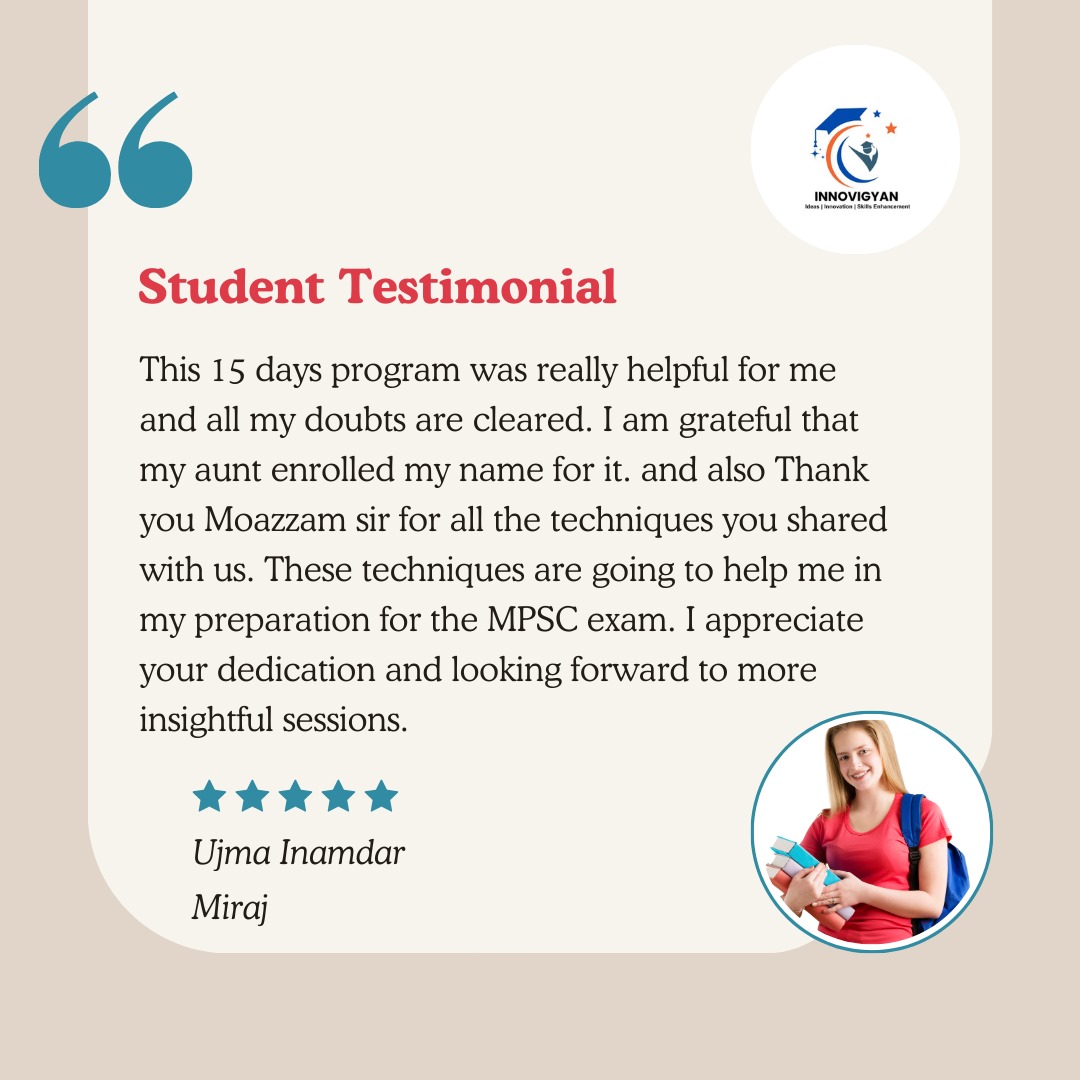 INNOVIGYAN
Ideas | Innovation | Skills Enhancement
Student Testimonial
This 15 days program was really helpful for me
and all my doubts are cleared. I am grateful that
my aunt enrolled my name for it. and also Thank
you Moazzam sir for all the techniques you shared
with us. These techniques are going to help me in
my preparation for the MPSC exam. I appreciate
your dedication and looking forward to more
insightful sessions.
Ujma Inamdar
Miraj